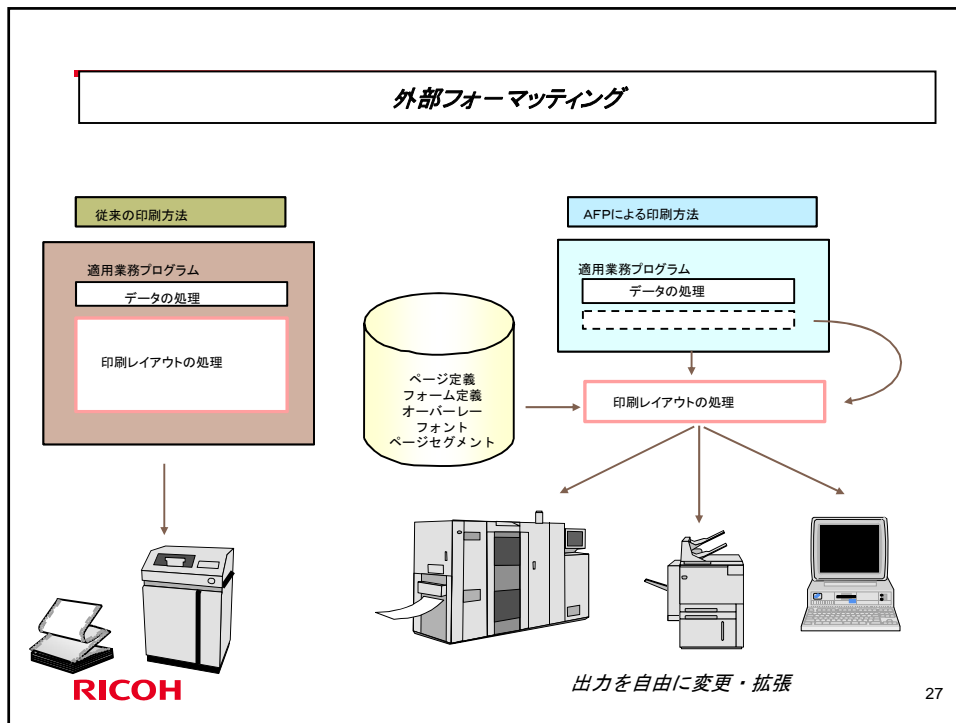 外部フォーマッティング
従来の印刷方法
適用業務プログラム
データの処理
印刷レイアウトの処理
AFPによる印刷方法
適用業務プログラム
データの処理
ページ定義
フォーム定義
オーバーレー
フォント
ページセグメント
印刷レイアウトの処理
出力を自由に変更・拡張
RICOH
27